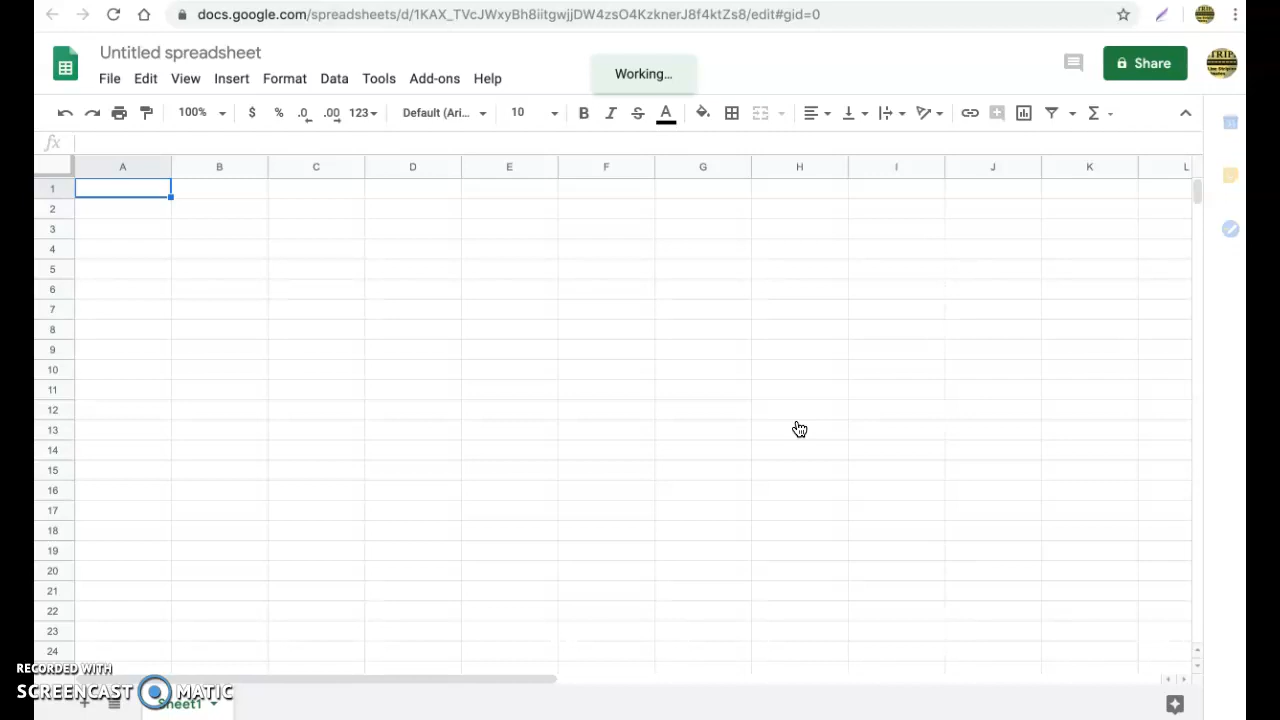 docs.google.com/spreadsheets/d/1KAX_TVcJWxyBh8iitgwjjDW4zsO4KzknerJ8f4ktZs8/edit#gid=0
Untitled spreadsheet
File Edit View Insert Format Data Tools Add-ons Help
Working...
Share
TRIP
100% $ % .0 .00 123 Default (Ari... 10 B I S A Σ
fx
A B C D E F G H I J K L
1
2
3
4
5
6
7
8
9
10
11
12
13
14
15
16
17
18
19
20
21
22
23
24
RECORDED WITH
SCREENCAST MATIC
Sheet1